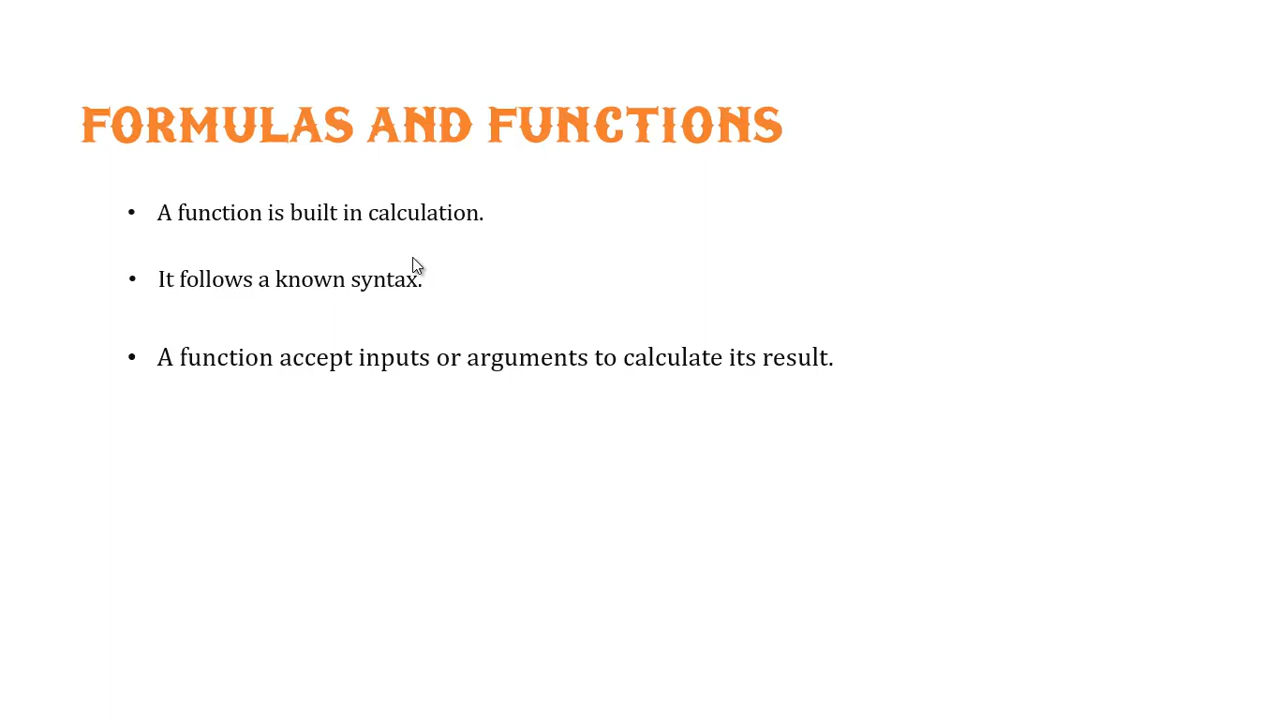 FORMULAS AND FUNCTIONS
• A function is built in calculation.
• It follows a known syntax.
• A function accept inputs or arguments to calculate its result.